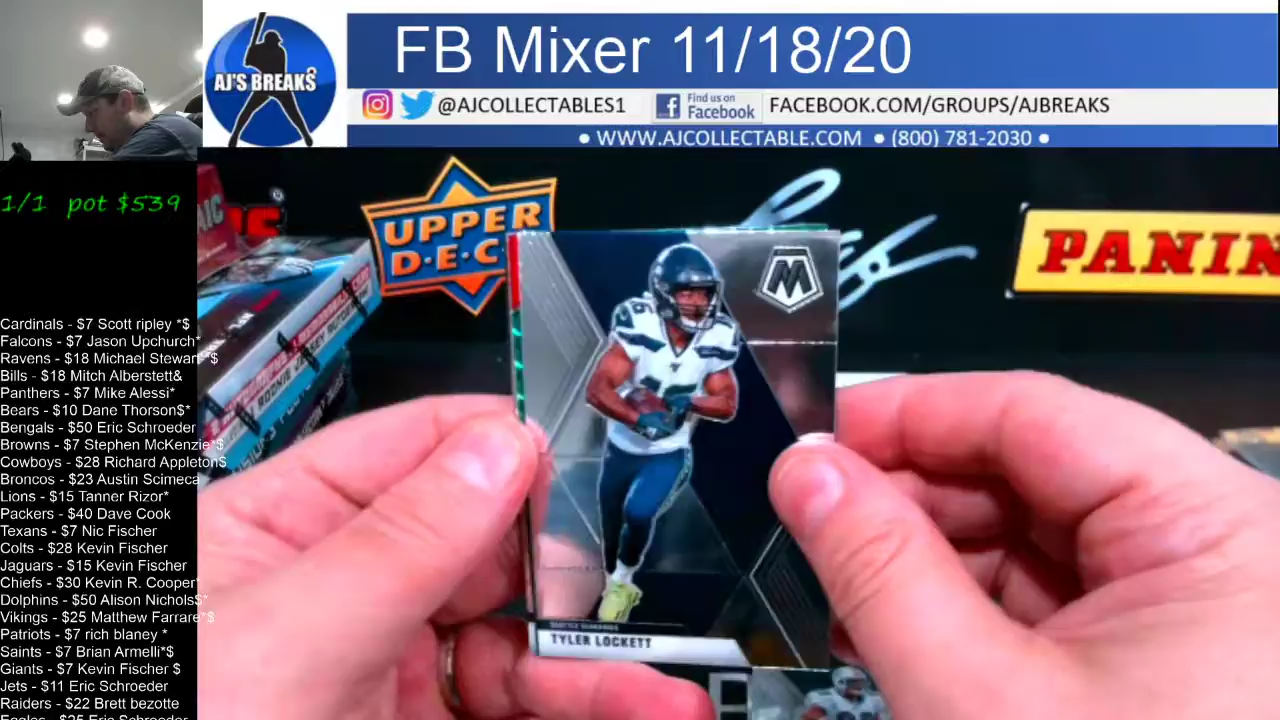 AJ'S BREAKS
FB Mixer 11/18/20
@AJCOLLECTABLES1
Find us on
Facebook
FACEBOOK.COM/GROUPS/AJBREAKS
● WWW.AJCOLLECTABLE.COM ● (800) 781-2030 ●
1/1 pot $539
UPPER
D·E·C
PANIN
M
TYLER LOCKETT
Cardinals - $7 Scott ripley *$
Falcons - $7 Jason Upchurch*
Ravens - $18 Michael Stewart*$
Bills - $18 Mitch Alberstett&
Panthers - $7 Mike Alessi*
Bears - $10 Dane Thorson$*
Bengals - $50 Eric Schroeder
Browns - $7 Stephen McKenzie*$
Cowboys - $28 Richard Appleton$
Broncos - $23 Austin Scimeca
Lions - $15 Tanner Rizor*
Packers - $40 Dave Cook
Texans - $7 Nic Fischer
Colts - $28 Kevin Fischer
Jaguars - $15 Kevin Fischer
Chiefs - $30 Kevin R. Cooper*
Dolphins - $50 Alison Nichols$*
Vikings - $25 Matthew Farrare*$
Patriots - $7 rich blaney *
Saints - $7 Brian Armelli*$
Giants - $7 Kevin Fischer $
Jets - $11 Eric Schroeder
Raiders - $22 Brett bezotte
Eagles - $25 Eric Schroeder